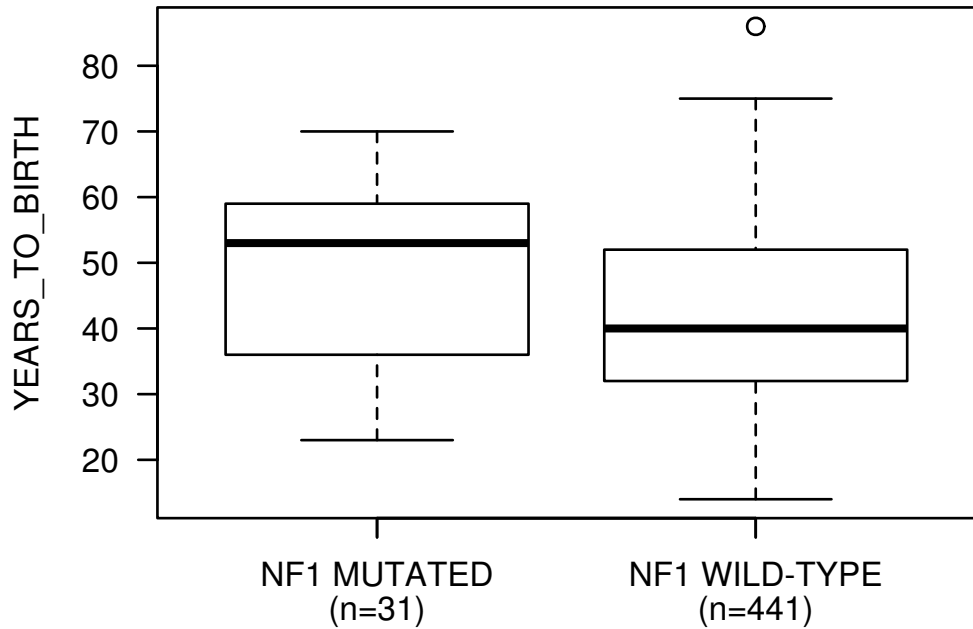 YEARS_TO_BIRTH
80
70
60
50
40
30
20
NF1 MUTATED
(n=31)
NF1 WILD-TYPE
(n=441)